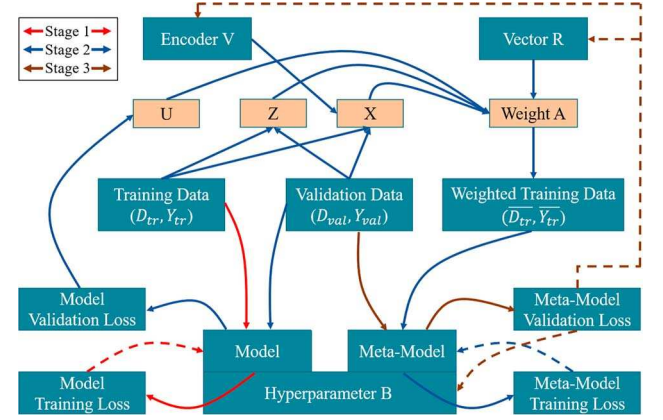 Stage 1
Stage 2
Stage 3
Encoder V
Vector R
U
Z
X
Weight A
Training Data
(D_tr, Y_tr)
Validation Data
(D_val, Y_val)
Weighted Training Data
(D̅_tr, Y̅_tr)
Model
Validation Loss
Meta-Model
Validation Loss
Model
Meta-Model
Model
Training Loss
Hyperparameter B
Meta-Model
Training Loss